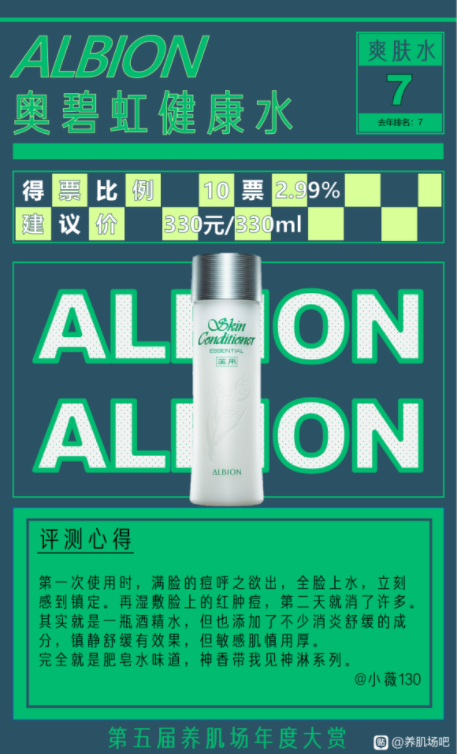 ALBION
奥碧虹健康水
爽肤水
7
去年排名：7
得票比例 10票 2.99%
建议价 330元/330ml
ALBION
ALBION
Skin
Conditioner
ESSENTIAL
薬用
ALBION
评测心得
第一次使用时，满脸的痘呼之欲出，全脸上水，立刻
感到镇定。再湿敷脸上的红肿痘，第二天就消了许多。
其实就是一瓶酒精水，但也添加了不少消炎舒缓的成
分，镇静舒缓有效果，但敏感肌慎用厚。
完全就是肥皂水味道，神香带我见神淋系列。
@小薇130
第五届养肌场年度大赏
贴 @养肌场吧